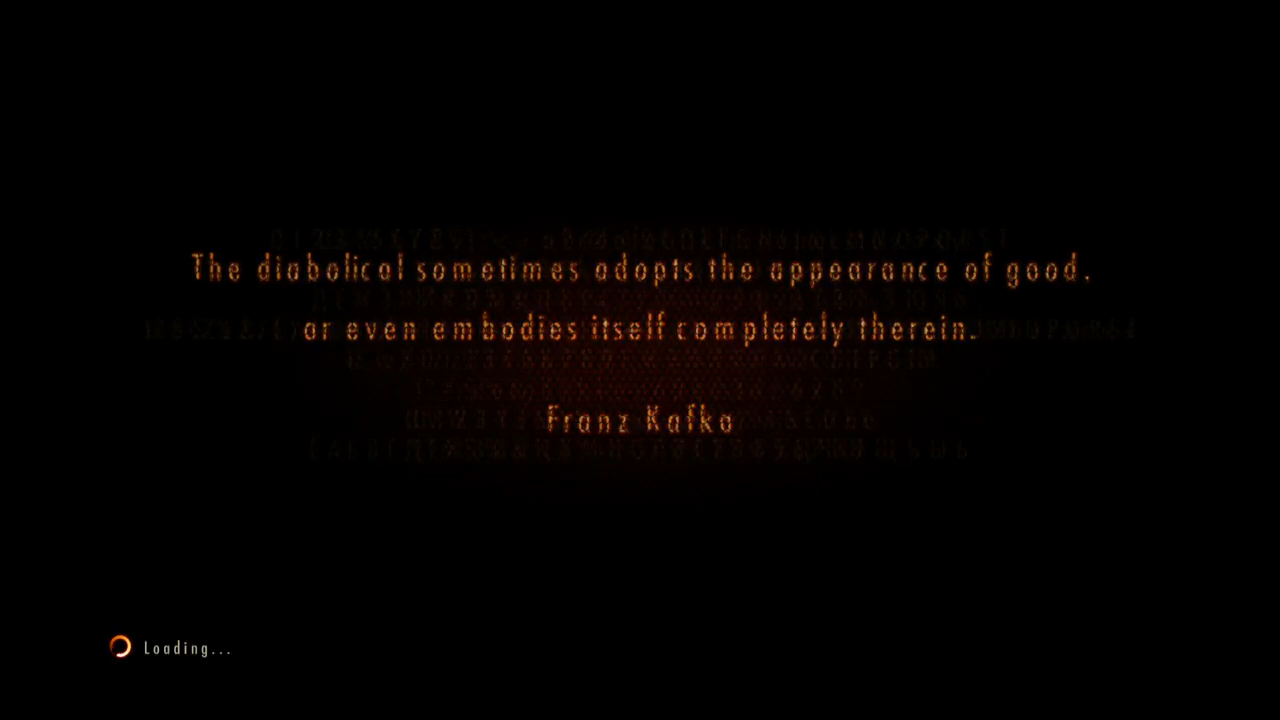 The diabolical sometimes adopts the appearance of good.
or even embodies itself completely therein.
Franz Kafka
Loading...